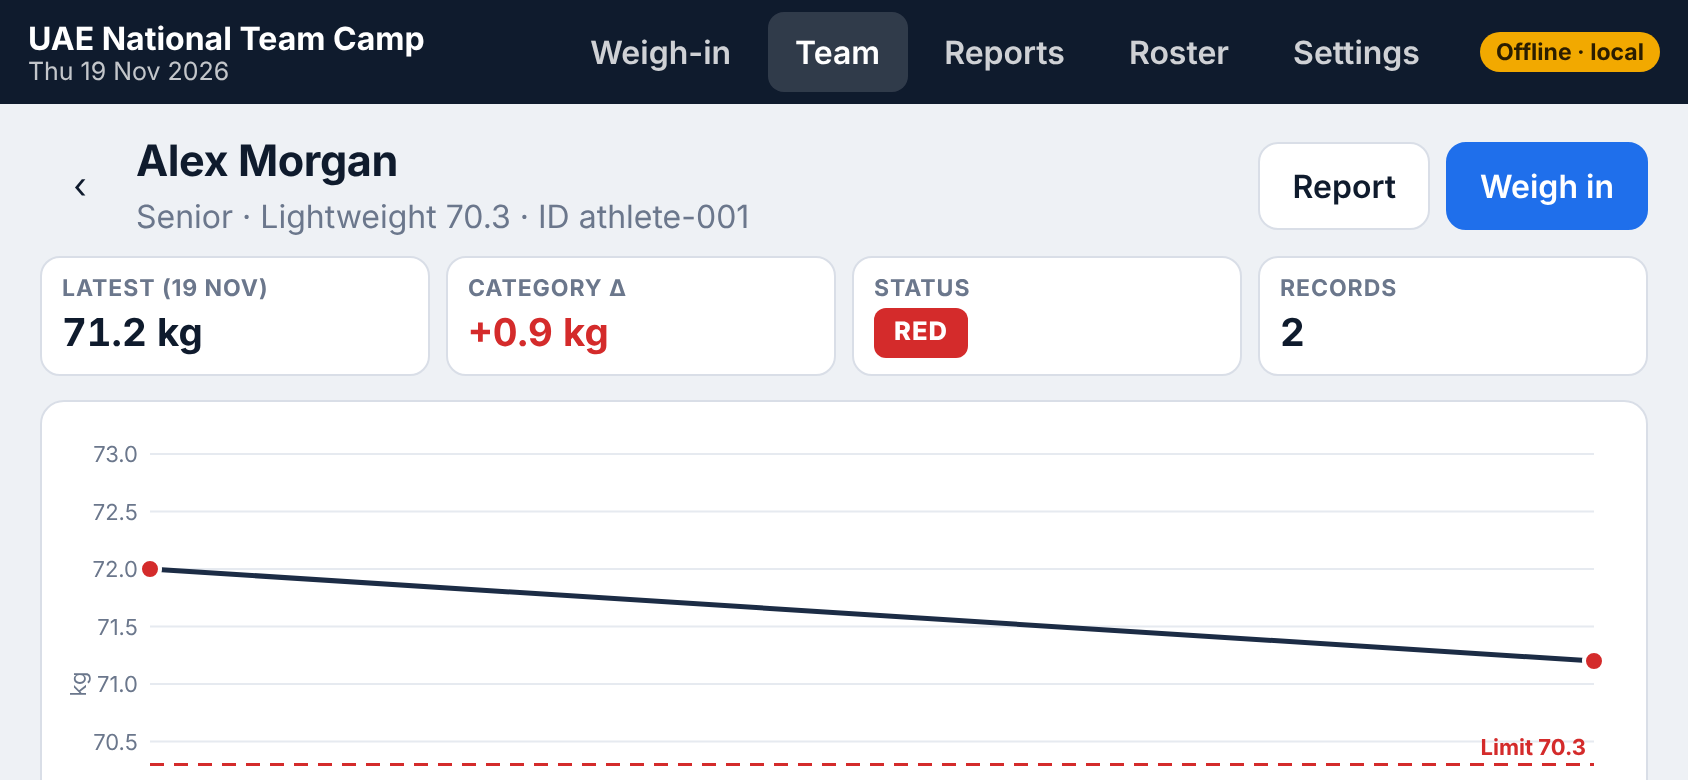 UAE National Team Camp
Thu 19 Nov 2026
Weigh-in
Team
Reports
Roster
Settings
Offline · local
‹
Alex Morgan
Senior · Lightweight 70.3 · ID athlete-001
Report
Weigh in
LATEST (19 NOV)
71.2 kg
CATEGORY Δ
+0.9 kg
STATUS
RED
RECORDS
2
73.0
72.5
72.0
71.5
kg
71.0
70.5
Limit 70.3